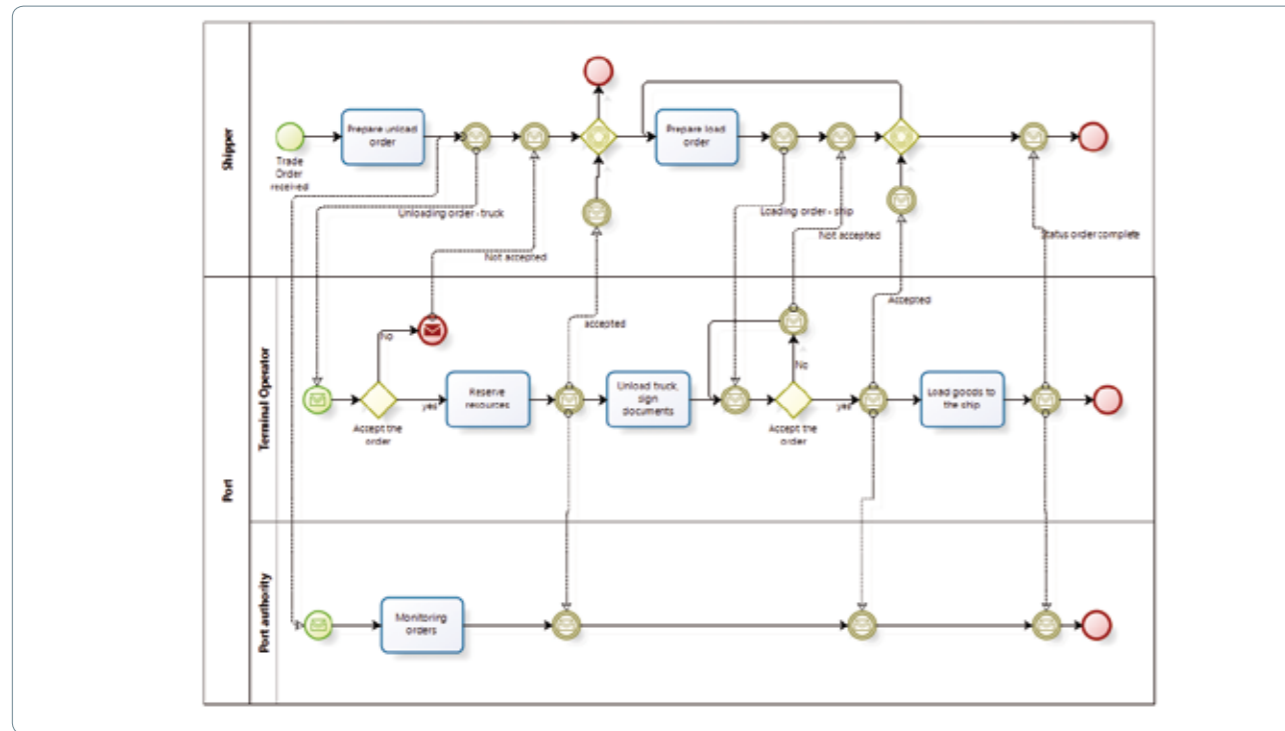 Shipper
Prepare unload
order
Prepare load
order
Trade
Order
received
Unloading order - truck
Loading order - ship
Not accepted
Status order complete
Not accepted
Port
Terminal Operator
accepted
Accepted
No
No
Reserve
resources
Unload truck,
sign
documents
Load goods to
the ship
yes
yes
Accept the
order
Accept the
order
Port authority
Monitoring
orders